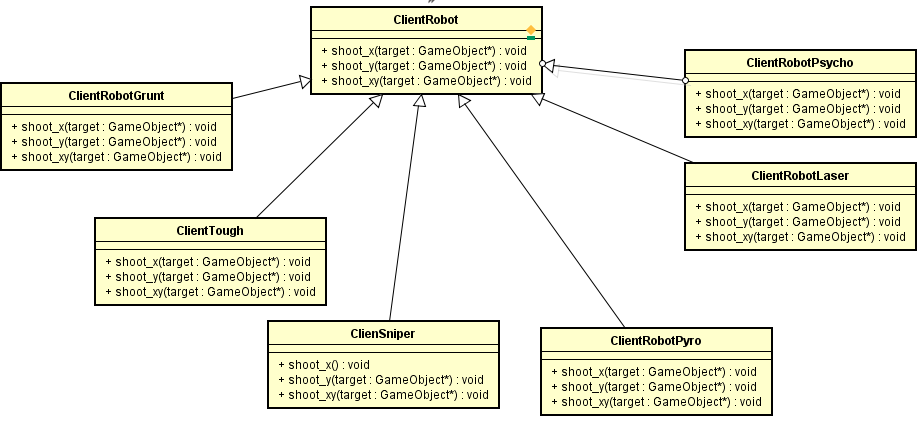 ClientRobot
+ shoot_x(target : GameObject*) : void
+ shoot_y(target : GameObject*) : void
+ shoot_xy(target : GameObject*) : void
ClientRobotPsycho
+ shoot_x(target : GameObject*) : void
+ shoot_y(target : GameObject*) : void
+ shoot_xy(target : GameObject*) : void
ClientRobotGrunt
+ shoot_x(target : GameObject*) : void
+ shoot_y(target : GameObject*) : void
+ shoot_xy(target : GameObject*) : void
ClientRobotLaser
+ shoot_x(target : GameObject*) : void
+ shoot_y(target : GameObject*) : void
+ shoot_xy(target : GameObject*) : void
ClientTough
+ shoot_x(target : GameObject*) : void
+ shoot_y(target : GameObject*) : void
+ shoot_xy(target : GameObject*) : void
ClienSniper
+ shoot_x() : void
+ shoot_y(target : GameObject*) : void
+ shoot_xy(target : GameObject*) : void
ClientRobotPyro
+ shoot_x(target : GameObject*) : void
+ shoot_y(target : GameObject*) : void
+ shoot_xy(target : GameObject*) : void